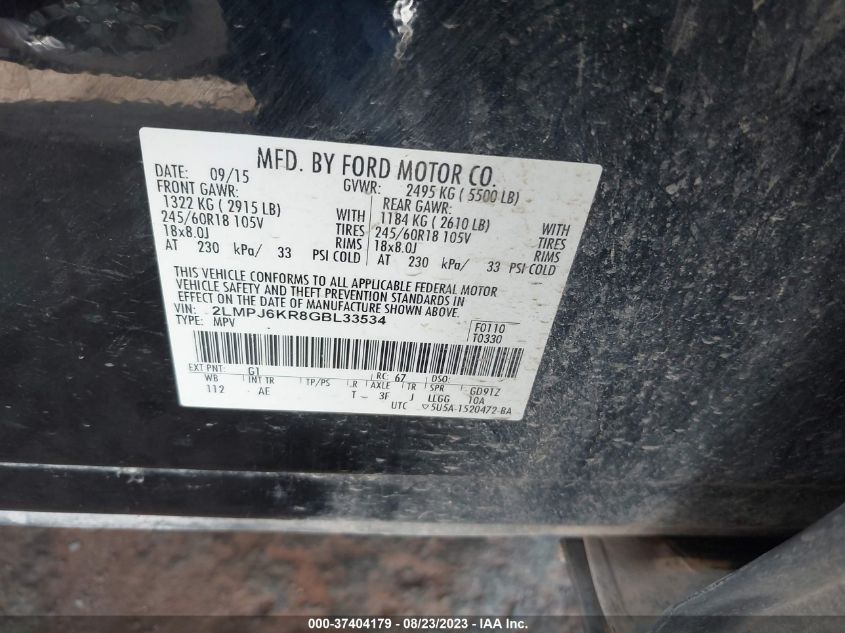 MFD. BY FORD MOTOR CO.
DATE: 09/15 GVWR: 2495 KG ( 5500 LB)
FRONT GAWR: REAR GAWR:
1322 KG ( 2915 LB) WITH 1184 KG ( 2610 LB) WITH
245/60R18 105V TIRES 245/60R18 105V TIRES
18x8.0J RIMS 18x8.0J RIMS
AT 230 kPa/ 33 PSI COLD AT 230 kPa/ 33 PSI COLD
THIS VEHICLE CONFORMS TO ALL APPLICABLE FEDERAL MOTOR
VEHICLE SAFETY AND THEFT PREVENTION STANDARDS IN
EFFECT ON THE DATE OF MANUFACTURE SHOWN ABOVE.
VIN: 2LMPJ6KR8GBL33534 F0110
TYPE: MPV T0330
EXT PNT: G1 RC: 67 DSO:
WB INT TR TP/PS R AXLE TR SPR GD91Z
112 AE T - 3F J LLGG 10A
UTC ▽5U5A-1520472-BA
000-37404179 - 08/23/2023 - IAA Inc.